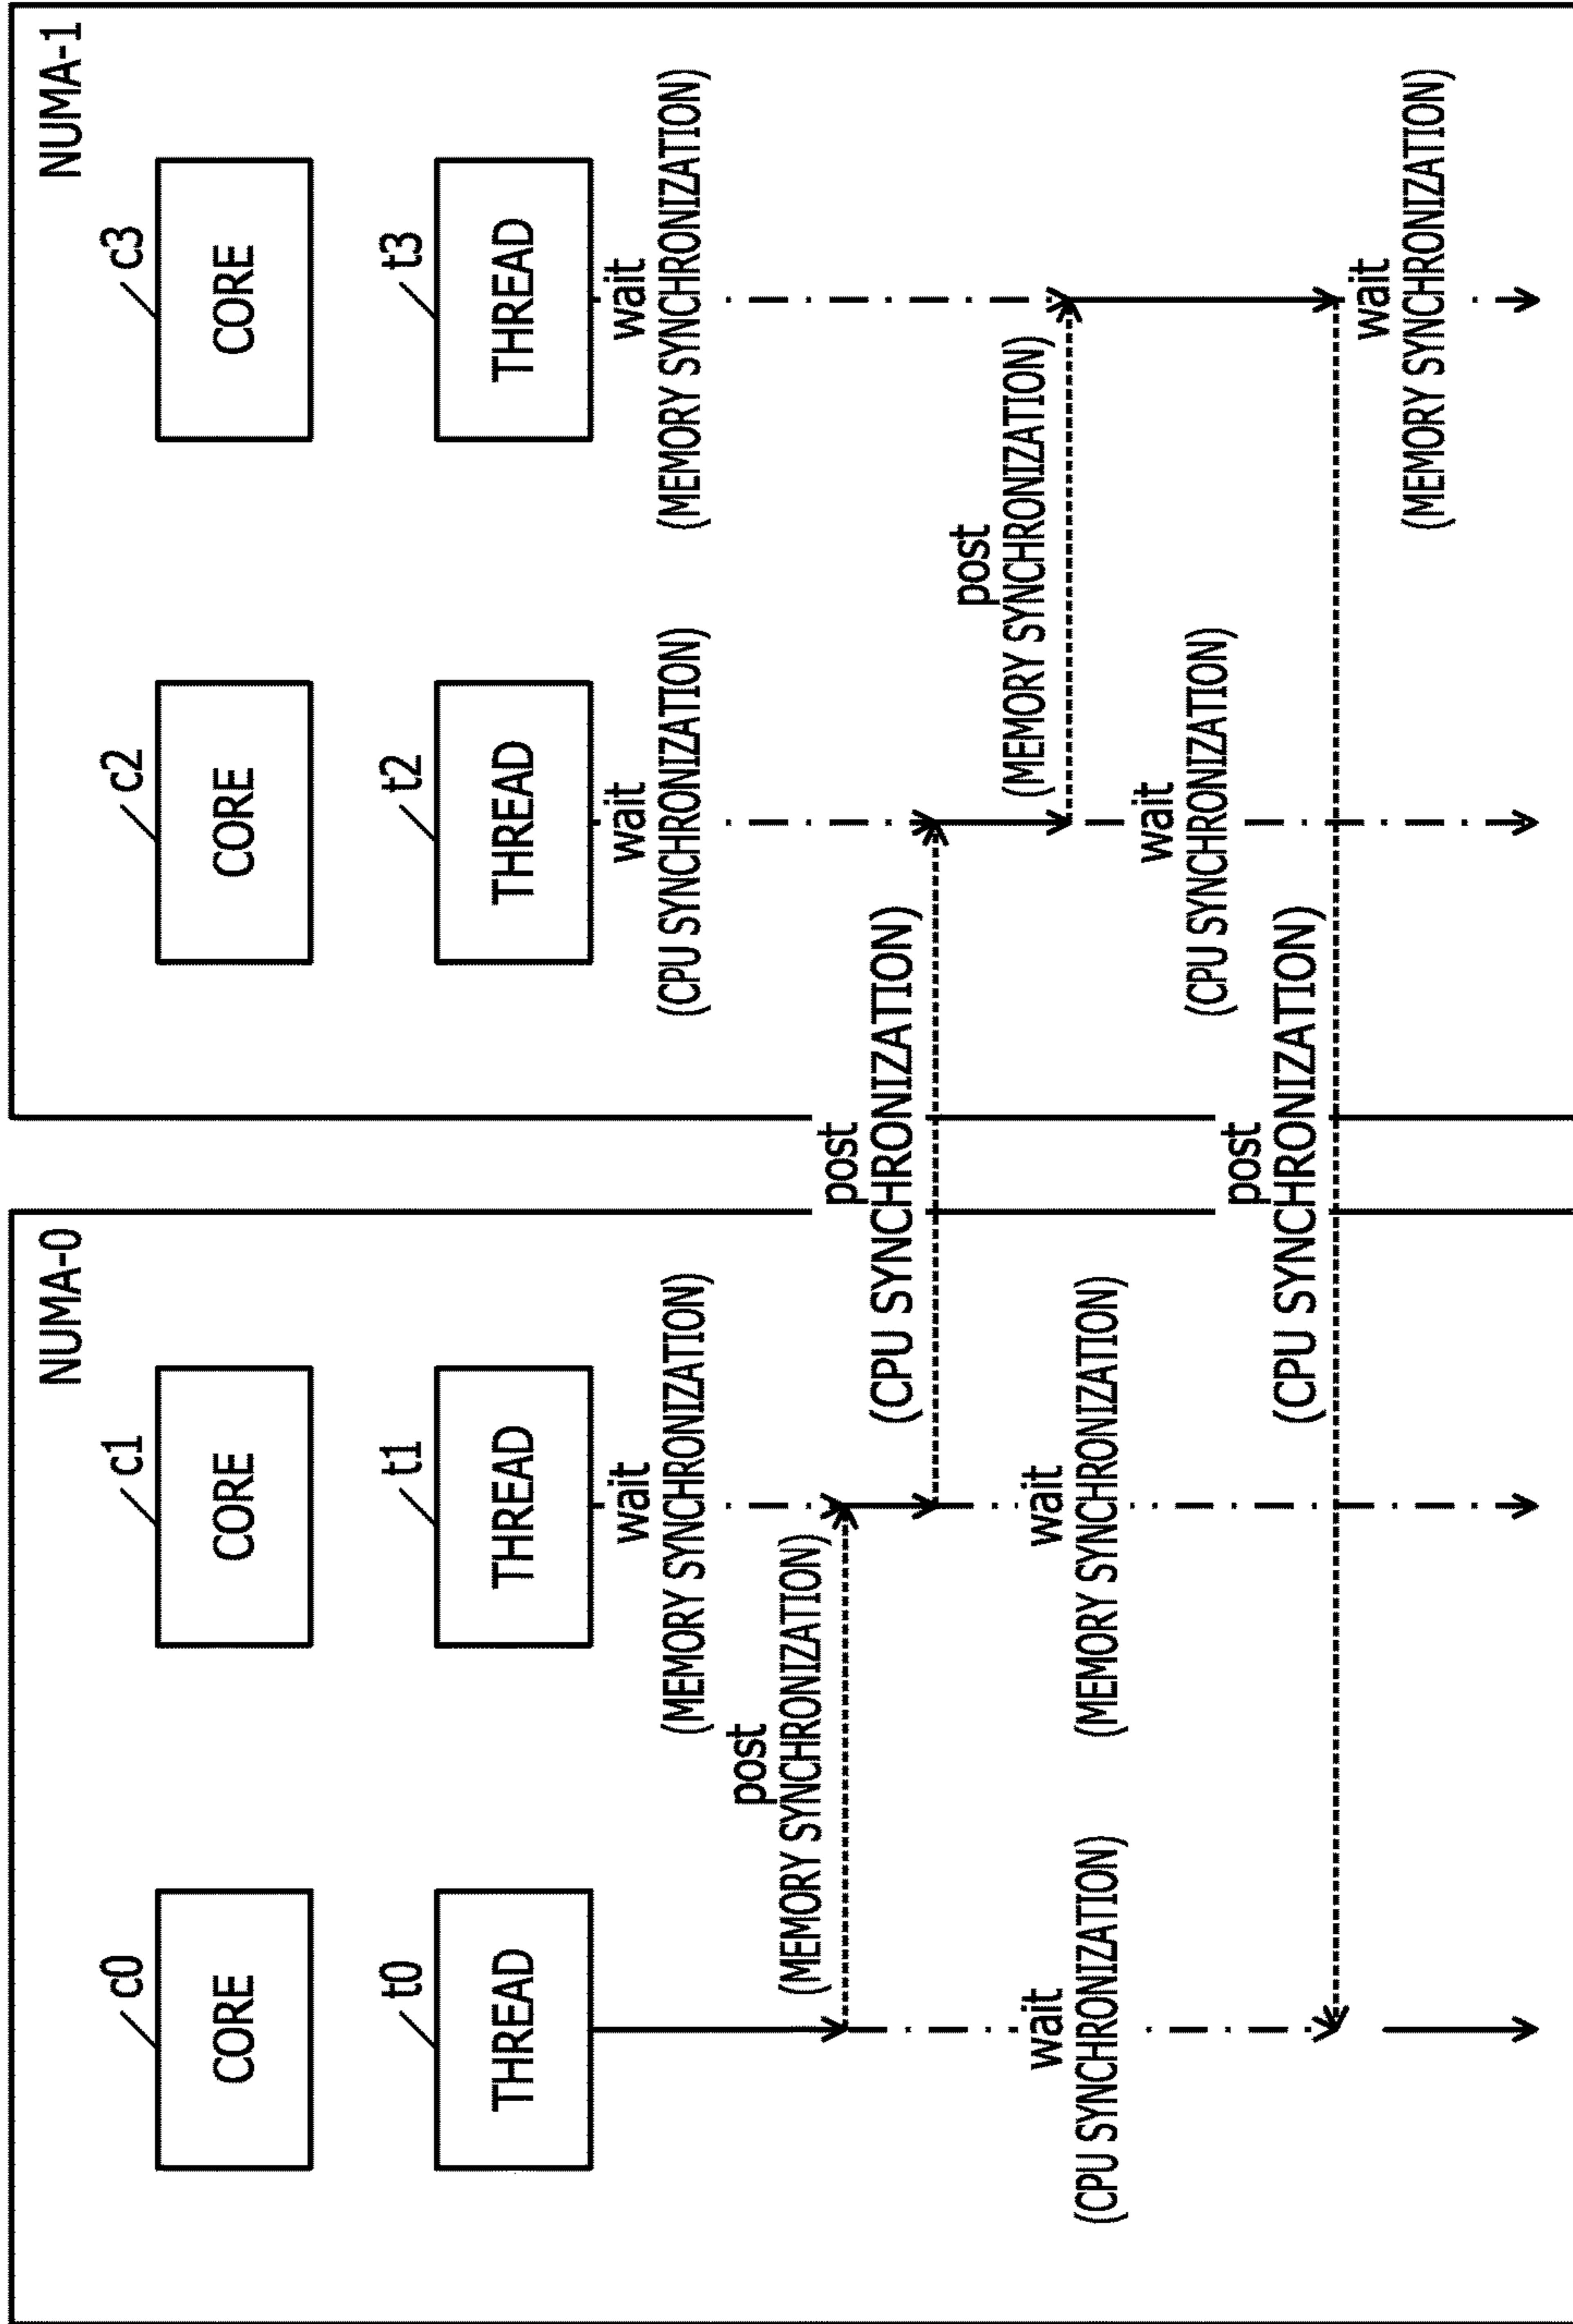 NUMA-0
NUMA-1
c0
c1
c2
c3
CORE
CORE
CORE
CORE
t0
t1
t2
t3
THREAD
THREAD
THREAD
THREAD
wait
(MEMORY SYNCHRONIZATION)
wait
(CPU SYNCHRONIZATION)
wait
(MEMORY SYNCHRONIZATION)
post
(MEMORY SYNCHRONIZATION)
post
(CPU SYNCHRONIZATION)
post
(MEMORY SYNCHRONIZATION)
wait
(CPU SYNCHRONIZATION)
wait
(MEMORY SYNCHRONIZATION)
wait
(CPU SYNCHRONIZATION)
post
(CPU SYNCHRONIZATION)
wait
(MEMORY SYNCHRONIZATION)